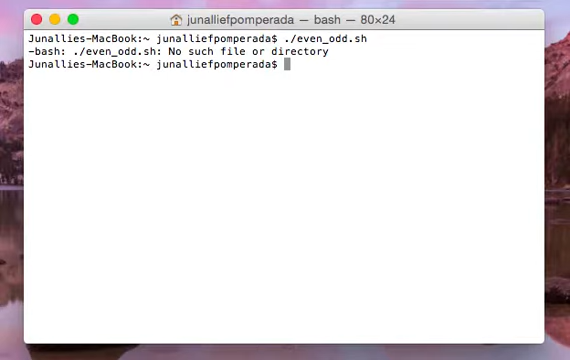 junalliefpomperada — bash — 80×24
Junallies-MacBook:~ junalliefpomperada$ ./even_odd.sh
-bash: ./even_odd.sh: No such file or directory
Junallies-MacBook:~ junalliefpomperada$